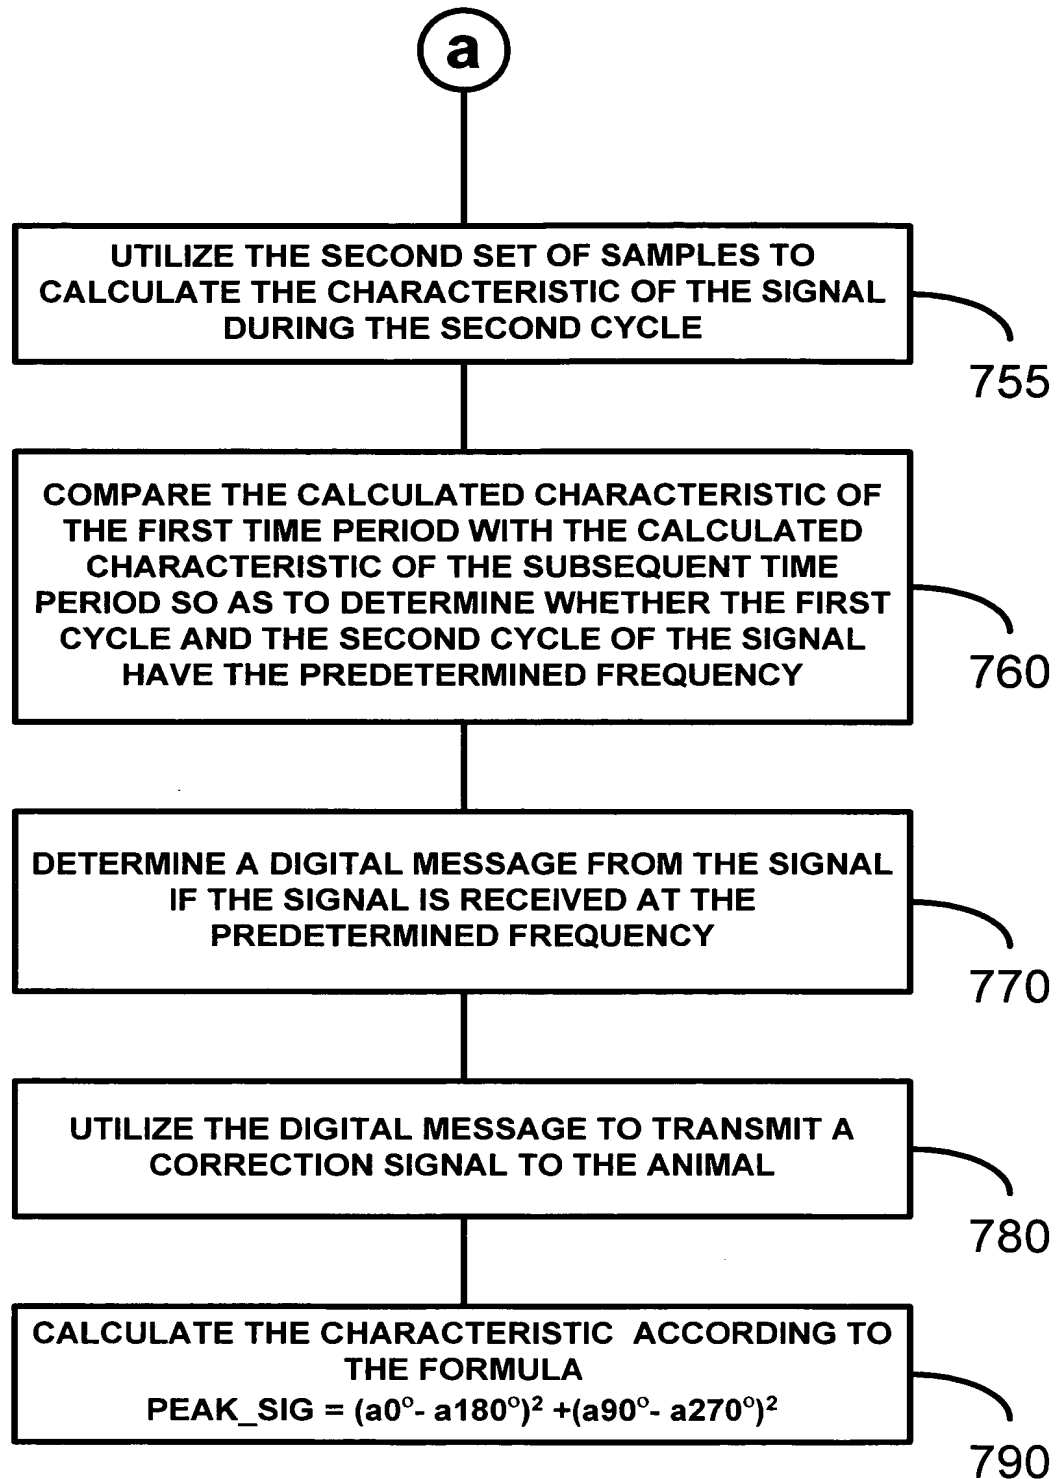 a
UTILIZE THE SECOND SET OF SAMPLES TO
CALCULATE THE CHARACTERISTIC OF THE SIGNAL
DURING THE SECOND CYCLE
755
COMPARE THE CALCULATED CHARACTERISTIC OF
THE FIRST TIME PERIOD WITH THE CALCULATED
CHARACTERISTIC OF THE SUBSEQUENT TIME
PERIOD SO AS TO DETERMINE WHETHER THE FIRST
CYCLE AND THE SECOND CYCLE OF THE SIGNAL
HAVE THE PREDETERMINED FREQUENCY
760
DETERMINE A DIGITAL MESSAGE FROM THE SIGNAL
IF THE SIGNAL IS RECEIVED AT THE
PREDETERMINED FREQUENCY
770
UTILIZE THE DIGITAL MESSAGE TO TRANSMIT A
CORRECTION SIGNAL TO THE ANIMAL
780
CALCULATE THE CHARACTERISTIC ACCORDING TO
THE FORMULA
PEAK_SIG = (a0º- a180º)² +(a90º- a270º)²
790